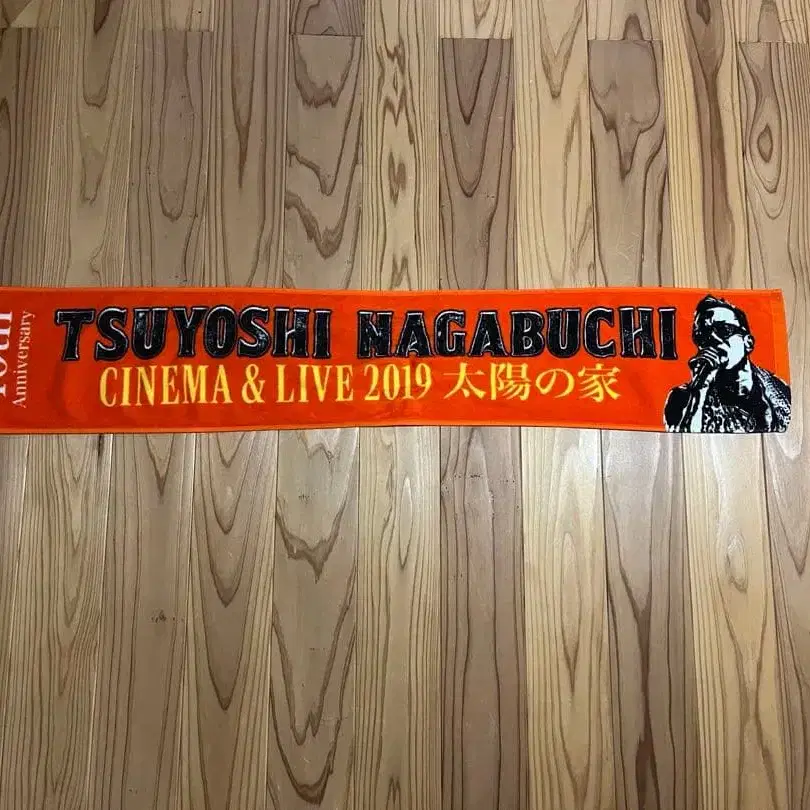 TSUYOSHI NAGABUCHI
CINEMA & LIVE 2019 太陽の家
Anniversary